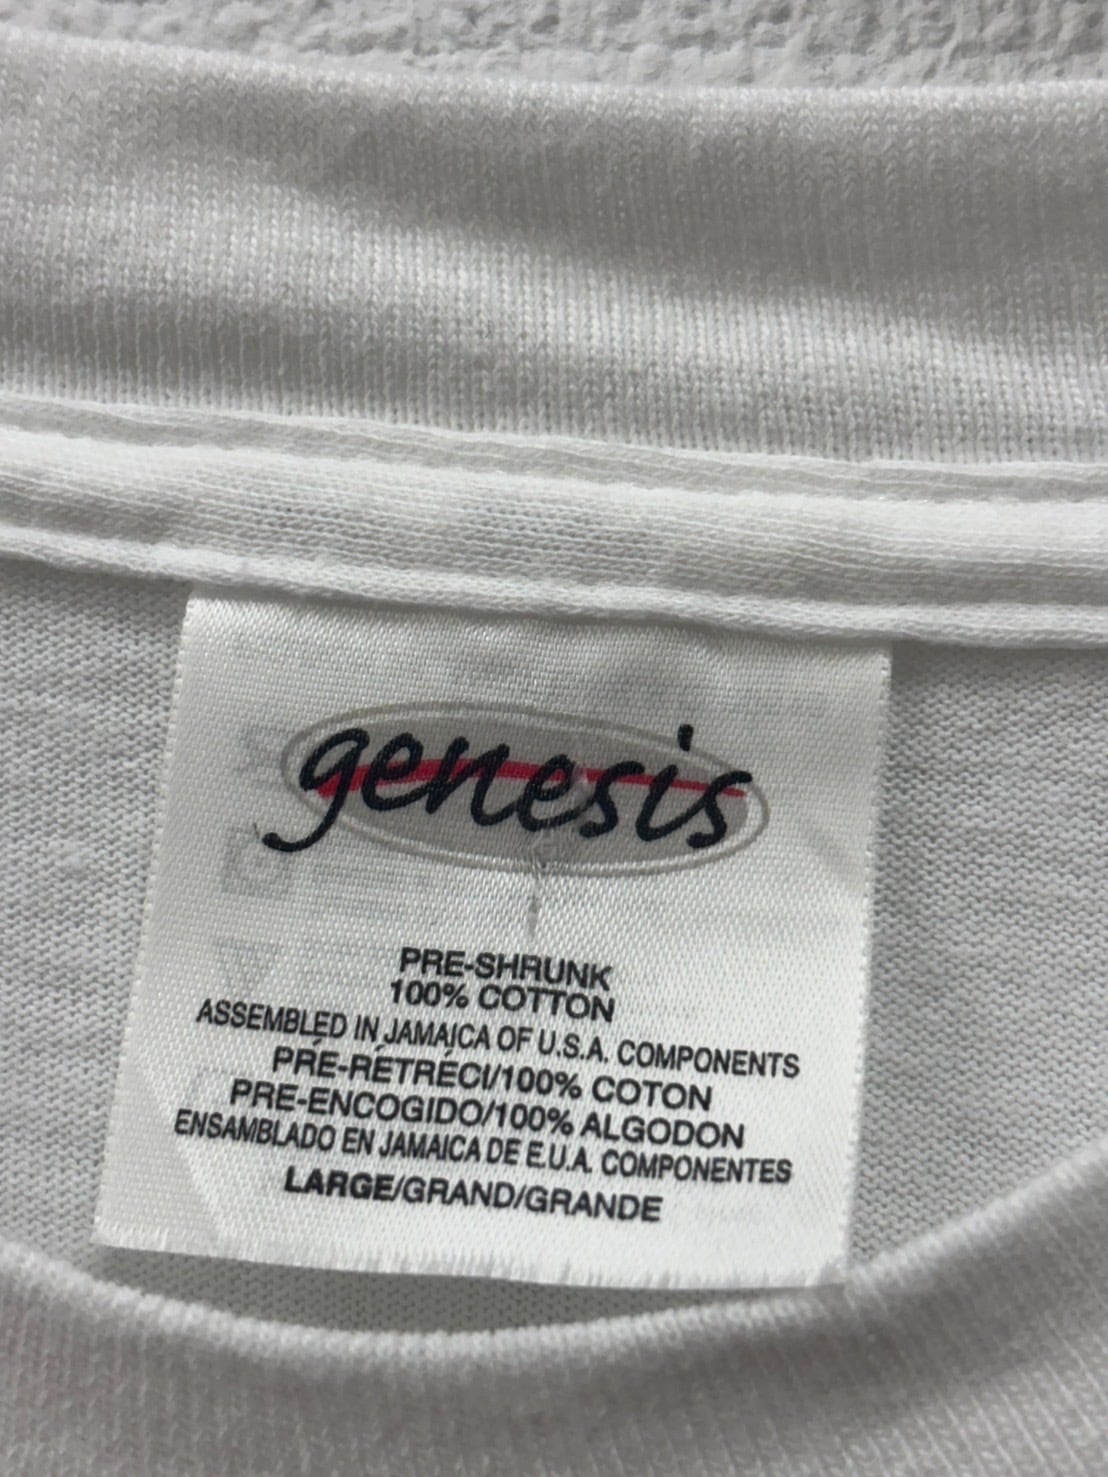 genesis
PRE-SHRUNK
100% COTTON
ASSEMBLED IN JAMAICA OF U.S.A. COMPONENTS
PRÉ-RÉTRÉCI/100% COTON
PRE-ENCOGIDO/100% ALGODON
ENSAMBLADO EN JAMAICA DE E.U.A. COMPONENTES
LARGE/GRAND/GRANDE